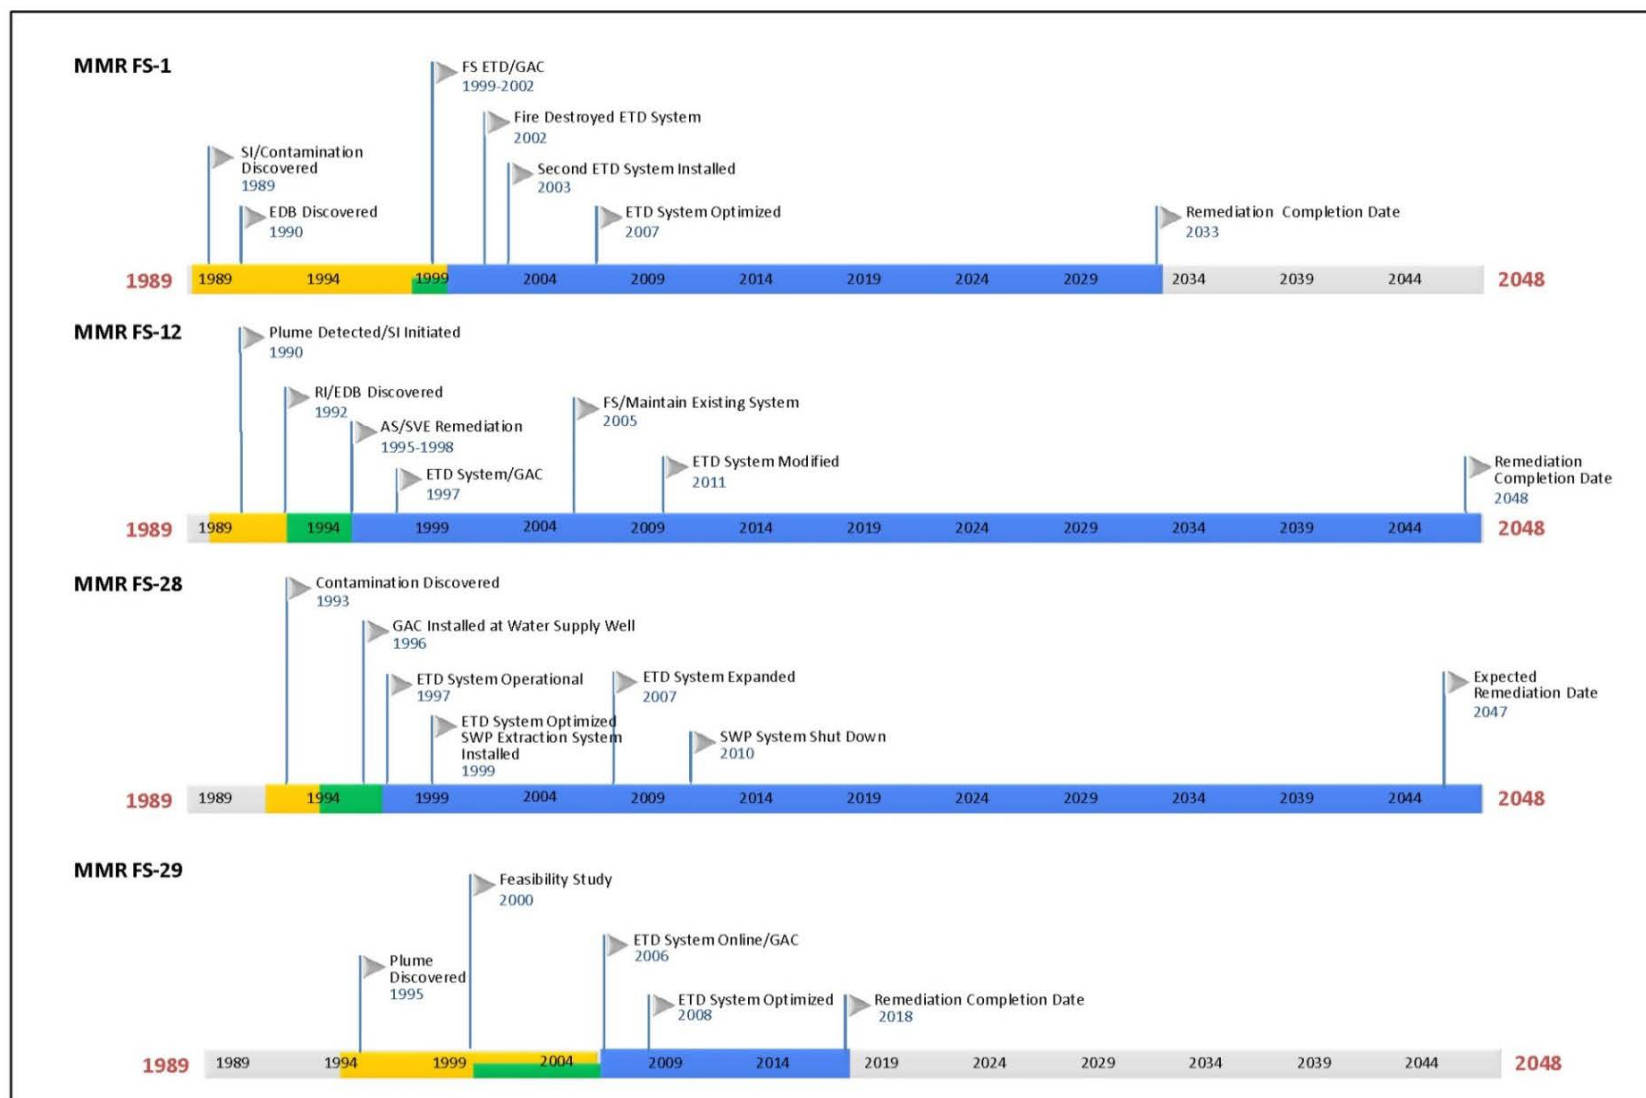 MMR FS-1
FS ETD/GAC
1999-2002
Fire Destroyed ETD System
2002
SI/Contamination
Discovered
1989
Second ETD System Installed
2003
EDB Discovered
1990
ETD System Optimized
2007
Remediation Completion Date
2033
1989 1989 1994 1999 2004 2009 2014 2019 2024 2029 2034 2039 2044 2048
MMR FS-12
Plume Detected/SI Initiated
1990
RI/EDB Discovered
1992
FS/Maintain Existing System
2005
AS/SVE Remediation
1995-1998
ETD System/GAC
1997
ETD System Modified
2011
Remediation
Completion Date
2048
1989 1989 1994 1999 2004 2009 2014 2019 2024 2029 2034 2039 2044 2048
MMR FS-28
Contamination Discovered
1993
GAC Installed at Water Supply Well
1996
ETD System Operational
1997
ETD System Expanded
2007
Expected
Remediation Date
2047
ETD System Optimized
SWP Extraction System
Installed
1999
SWP System Shut Down
2010
1989 1989 1994 1999 2004 2009 2014 2019 2024 2029 2034 2039 2044 2048
MMR FS-29
Feasibility Study
2000
ETD System Online/GAC
2006
Plume
Discovered
1995
ETD System Optimized
2008
Remediation Completion Date
2018
1989 1989 1994 1999 2004 2009 2014 2019 2024 2029 2034 2039 2044 2048